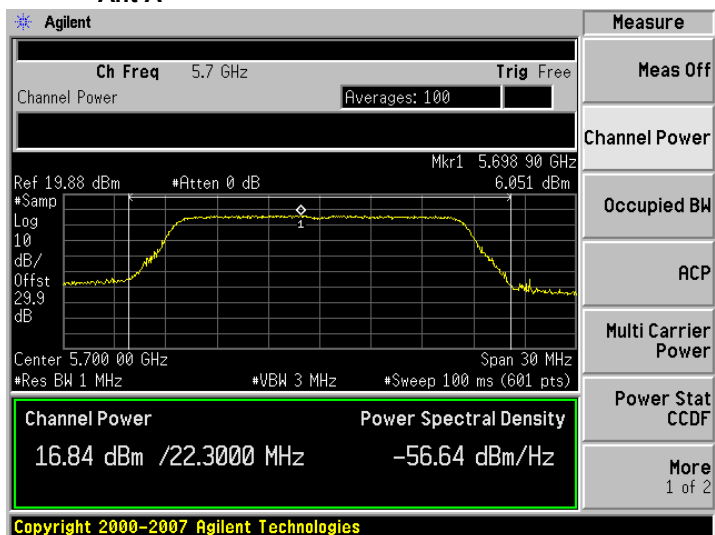 Agilent
Measure
Ch Freq 5.7 GHz Trig Free
Channel Power Averages: 100
Mkr1 5.698 90 GHz
Ref 19.88 dBm #Atten 0 dB 6.051 dBm
#Samp
Log
10
dB/
Offst
29.9
dB
1
Center 5.700 00 GHz Span 30 MHz
#Res BW 1 MHz #VBW 3 MHz #Sweep 100 ms (601 pts)
Channel Power Power Spectral Density
16.84 dBm /22.3000 MHz -56.64 dBm/Hz
Copyright 2000-2007 Agilent Technologies
Meas Off
Channel Power
Occupied BW
ACP
Multi Carrier
Power
Power Stat
CCDF
More
1 of 2